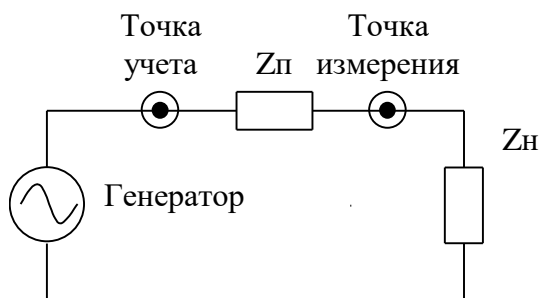 Точка
учета
Zп
Точка
измерения
Zн
Генератор